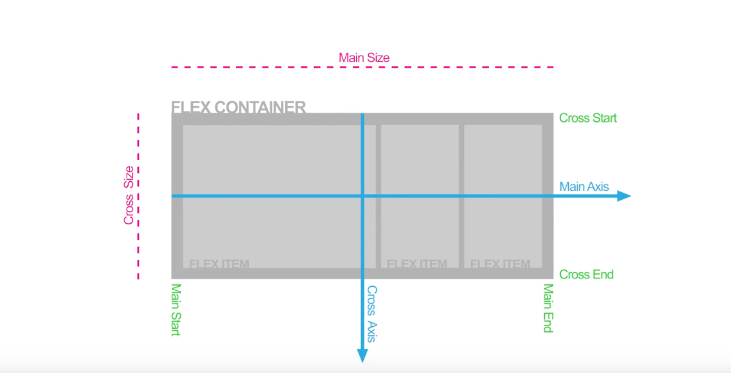 Main Size
FLEX CONTAINER
Cross Start
Cross Size
Main Axis
FLEX ITEM
FLEX ITEM
FLEX ITEM
Cross End
Main Start
Cross Axis
Main End